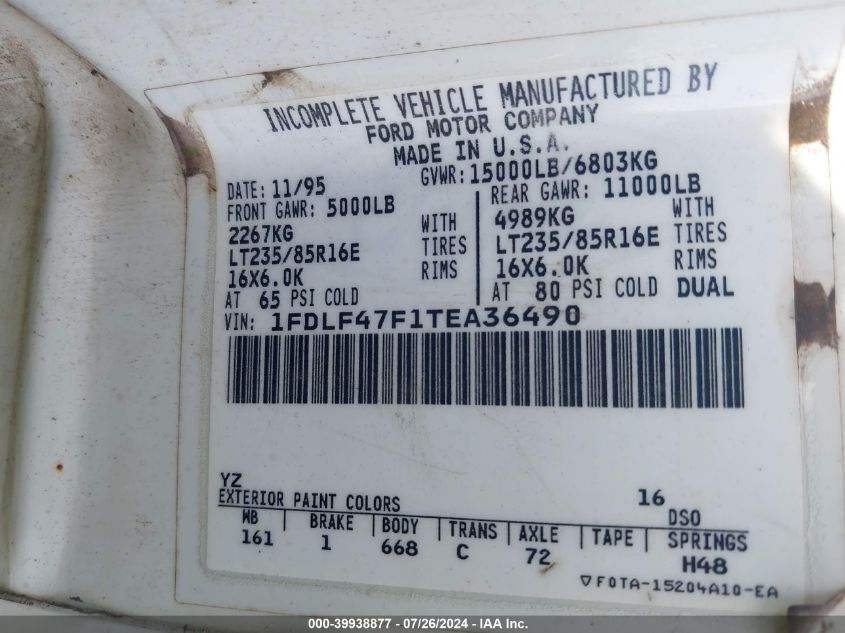 INCOMPLETE VEHICLE MANUFACTURED BY
FORD MOTOR COMPANY
MADE IN U.S.A.
DATE: 11/95 GVWR: 15000LB/6803KG
FRONT GAWR: 5000LB REAR GAWR: 11000LB
2267KG WITH 4989KG WITH
LT235/85R16E TIRES LT235/85R16E TIRES
16X6.0K RIMS 16X6.0K RIMS
AT 65 PSI COLD AT 80 PSI COLD DUAL
VIN: 1FDLF47F1TEA36490
YZ
EXTERIOR PAINT COLORS 16 DSO
WB | BRAKE | BODY | TRANS | AXLE | TAPE | SPRINGS
161 1 668 C 72 H48
▽F0TA-15204A10-EA
000-39938877 - 07/26/2024 - IAA Inc.